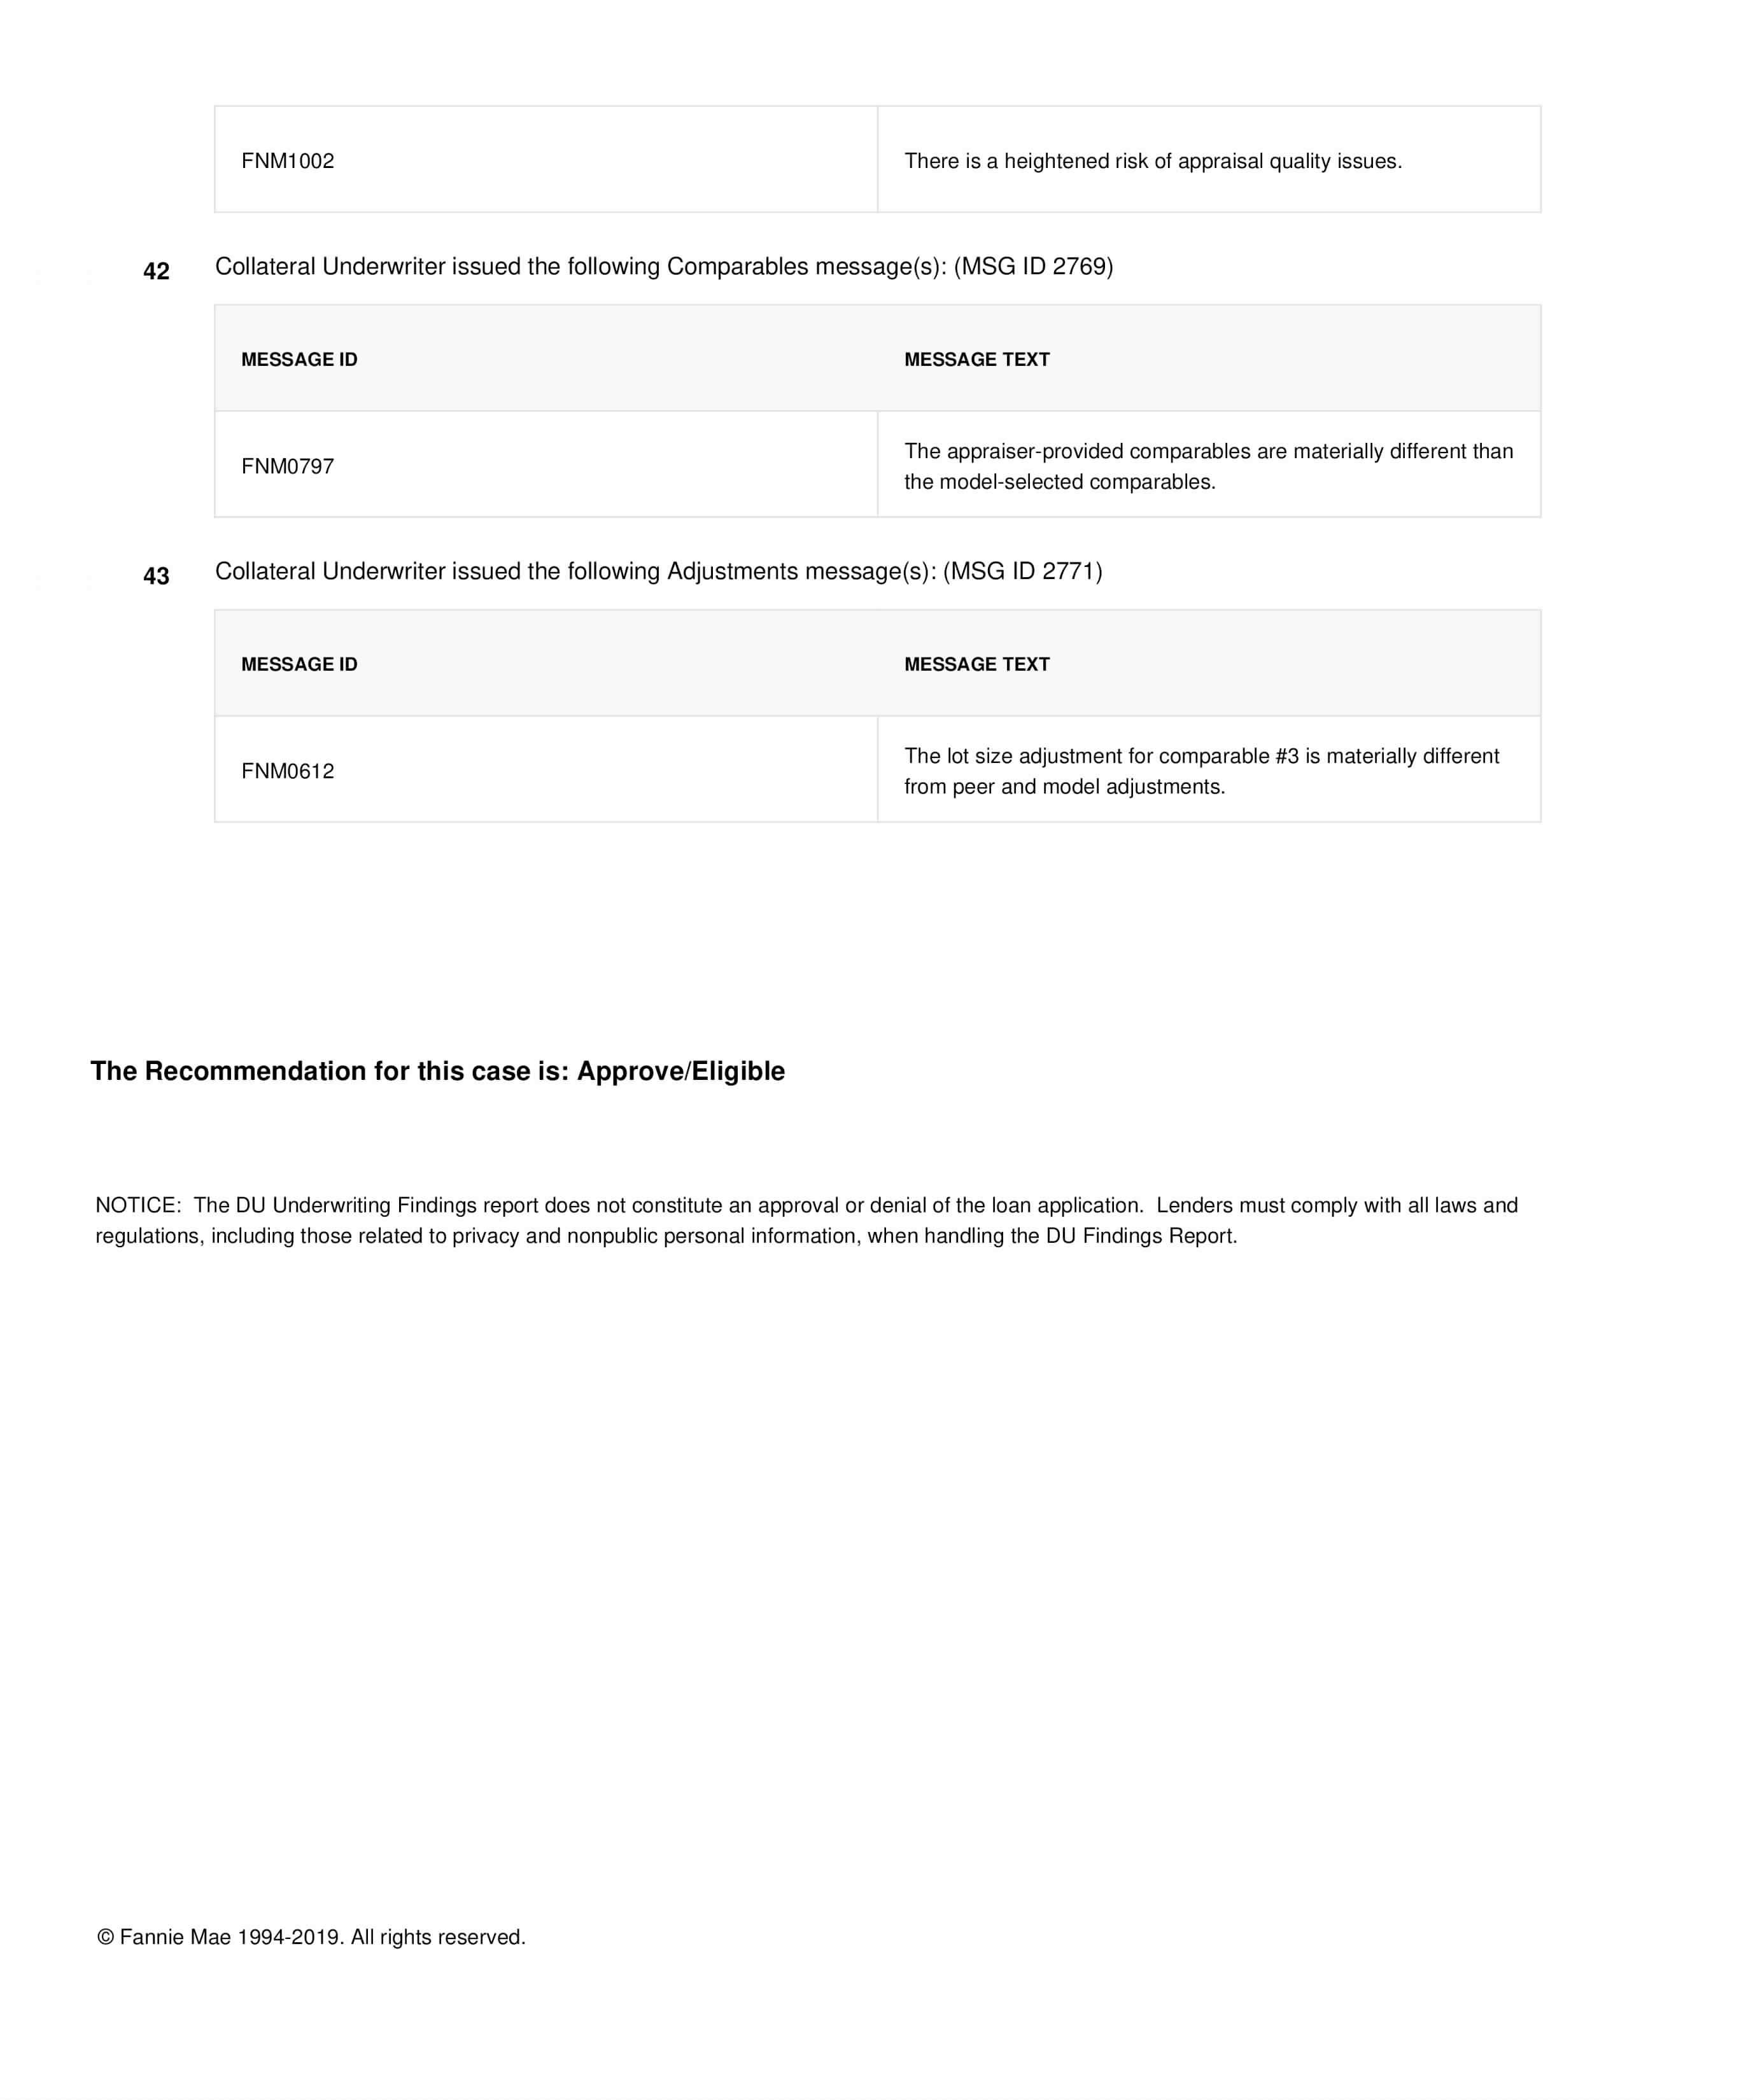 FNM1002
There is a heightened risk of appraisal quality issues.
42 Collateral Underwriter issued the following Comparables message(s): (MSG ID 2769)
MESSAGE ID
MESSAGE TEXT
FNM0797
The appraiser-provided comparables are materially different than
the model-selected comparables.
43 Collateral Underwriter issued the following Adjustments message(s): (MSG ID 2771)
MESSAGE ID
MESSAGE TEXT
FNM0612
The lot size adjustment for comparable #3 is materially different
from peer and model adjustments.
The Recommendation for this case is: Approve/Eligible
NOTICE:  The DU Underwriting Findings report does not constitute an approval or denial of the loan application.  Lenders must comply with all laws and
regulations, including those related to privacy and nonpublic personal information, when handling the DU Findings Report.
© Fannie Mae 1994-2019. All rights reserved.